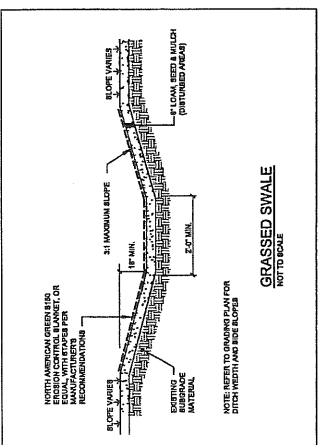 NORTH AMERICAN GREEN S150
EROSION CONTROL BLANKET, OR
EQUAL, WITH STAPES PER
MANUFACTURER'S
RECOMMENDATIONS
SLOPE VARIES
SLOPE VARIES
3:1 MAXIMUM SLOPE
18" MIN.
2'-0" MIN.
6" LOAM, SEED & MULCH
(DISTURBED AREAS)
EXISTING
SUBGRADE
MATERIAL
NOTE: REFER TO GRADING PLAN FOR
DITCH WIDTH AND SIDE SLOPES
GRASSED SWALE
NOT TO SCALE